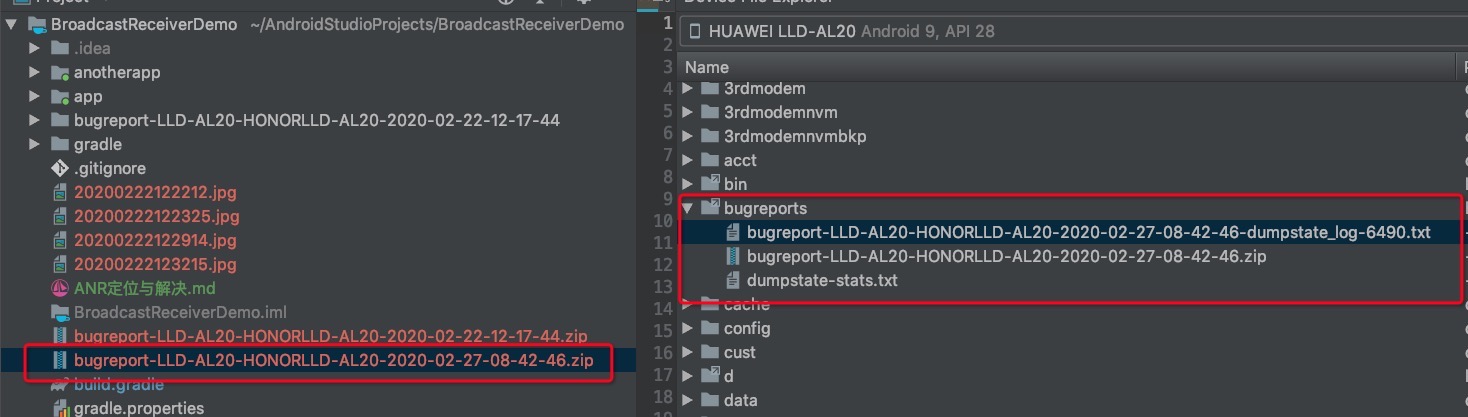 BroadcastReceiverDemo ~/AndroidStudioProjects/BroadcastReceiverDemo
.idea
anotherapp
app
bugreport-LLD-AL20-HONORLLD-AL20-2020-02-22-12-17-44
gradle
.gitignore
20200222122212.jpg
20200222122325.jpg
20200222122914.jpg
20200222123215.jpg
ANR定位与解决.md
BroadcastReceiverDemo.iml
bugreport-LLD-AL20-HONORLLD-AL20-2020-02-22-12-17-44.zip
bugreport-LLD-AL20-HONORLLD-AL20-2020-02-27-08-42-46.zip
build.gradle
gradle.properties
1
2
3
4
5
6
7
8
9
10
11
12
13
14
15
16
17
18
HUAWEI LLD-AL20 Android 9, API 28
Name
3rdmodem
3rdmodemnvm
3rdmodemnvmbkp
acct
bin
bugreports
bugreport-LLD-AL20-HONORLLD-AL20-2020-02-27-08-42-46-dumpstate_log-6490.txt
bugreport-LLD-AL20-HONORLLD-AL20-2020-02-27-08-42-46.zip
dumpstate-stats.txt
cache
config
cust
d
data